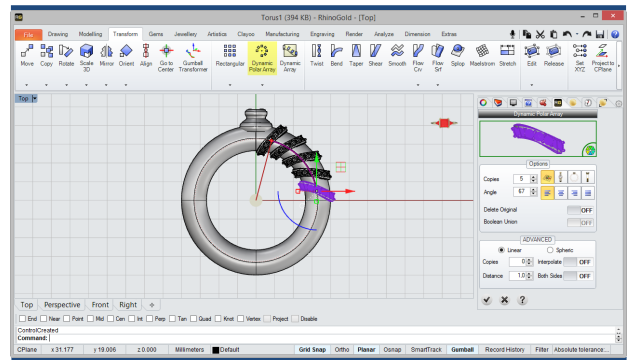 RG Torus1 (394 KB) - RhinoGold - [Top]
File Drawing Modelling Transform Gems Jewellery Artistics Clayoo Manufacturing Engraving Render Analyze Dimension Extras
Move Copy Rotate Scale 3D Mirror Orient Align Go to Center Gumball Transformer Rectangular Dynamic Polar Array Dynamic Array Twist Bend Taper Shear Smooth Flow Crv Flow Srf Splop Maelstrom Stretch Edit Release Set XYZ Project to CPlane
Top
Dynamic Polar Array
Options
Copies 5
Angle 67
Delete Original OFF
Boolean Union OFF
ADVANCED
Linear Spheric
Copies 0 Interpolate OFF
Distance 1,0 Both Sides OFF
Top Perspective Front Right
End Near Point Mid Cen Int Perp Tan Quad Knot Vertex Project Disable
ControlCreated
Command:
CPlane x 31.177 y 19.006 z 0.000 Millimeters Default Grid Snap Ortho Planar Osnap SmartTrack Gumball Record History Filter Absolute tolerance:...